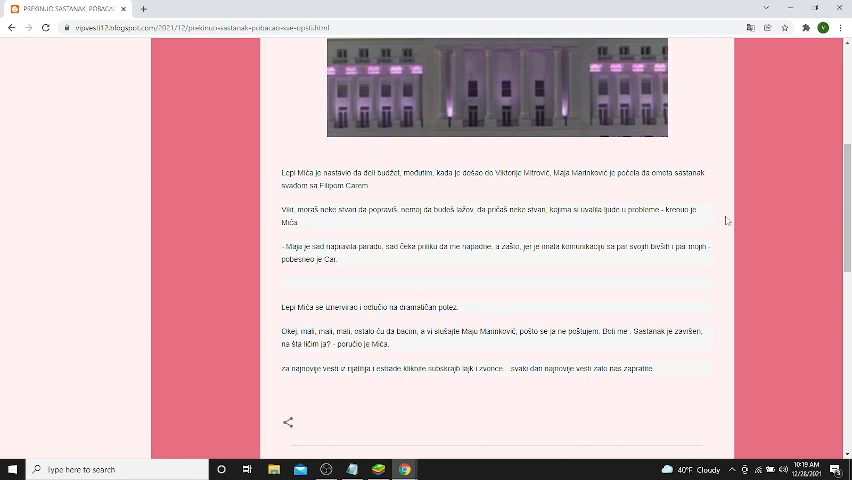 PREKINUO SASTANAK, POBACAO
vipvesti12.blogspot.com/2021/12/prekinuo-sastanak-pobacao-sve-opsti.html
V
Lepi Mića je nastavio da deli budžet, međutim, kada je došao do Viktorije Mitrović, Maja Marinković je počela da ometa sastanak
svađom sa Filipom Carem.
Viki, moraš neke stvari da popraviš, nemoj da budeš lažov, da pričaš neke stvari, kojima si uvalila ljude u probleme - krenuo je
Mića.
- Maja je sad napravila paradu, sad čeka priliku da me napadne, a zašto, jer je imala komunikaciju sa par svojih bivših i par mojih -
pobesneo je Car.
Lepi Mića se iznervirao i odlučio na dramatičan potez.
Okej, mali, mali, mali, ostalo ću da bacim, a vi slušajte Maju Marinković, pošto se ja ne poštujem. Boli me . Sastanak je završen,
na šta ličim ja? - poručio je Mića.
za najnovije vesti iz rijalitija i estrade kliknite subskrajb lajk i zvonce... svaki dan najnovije vesti zato nas zapratite
Type here to search
40°F Cloudy
10:19 AM
12/28/2021
3